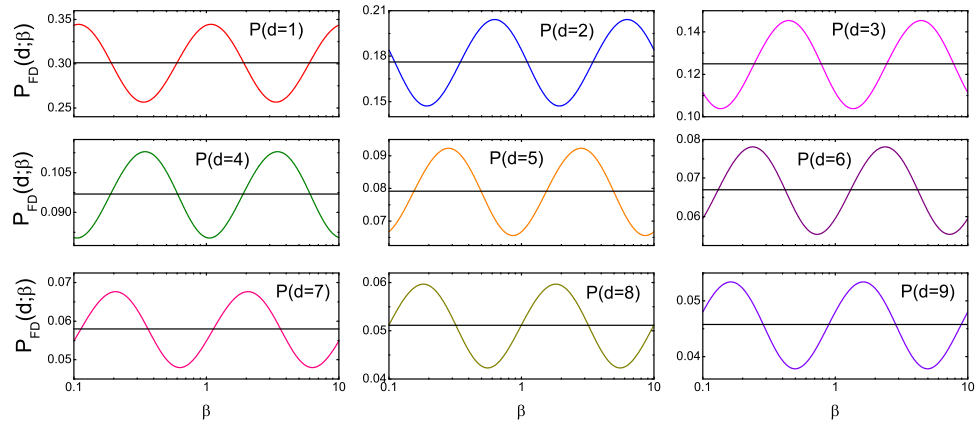 P_FD(d;β)
0.35
0.30
0.25
P(d=1)
0.21
0.18
0.15
P(d=2)
0.14
0.12
0.10
P(d=3)
P_FD(d;β)
0.105
0.090
P(d=4)
0.09
0.08
0.07
P(d=5)
0.08
0.07
0.06
P(d=6)
P_FD(d;β)
0.07
0.06
0.05
P(d=7)
0.06
0.05
0.04
P(d=8)
0.05
0.04
P(d=9)
0.1 1 10
0.1 1 10
0.1 1 10
β β β